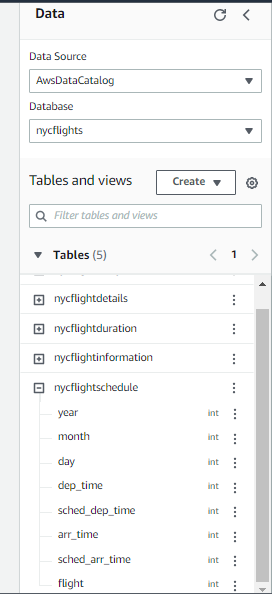 Data
Data Source
AwsDataCatalog
Database
nycflights
Tables and views
Create
Filter tables and views
Tables (5)
1
nycflightdetails
nycflightduration
nycflightinformation
nycflightschedule
year int
month int
day int
dep_time int
sched_dep_time int
arr_time int
sched_arr_time int
flight int